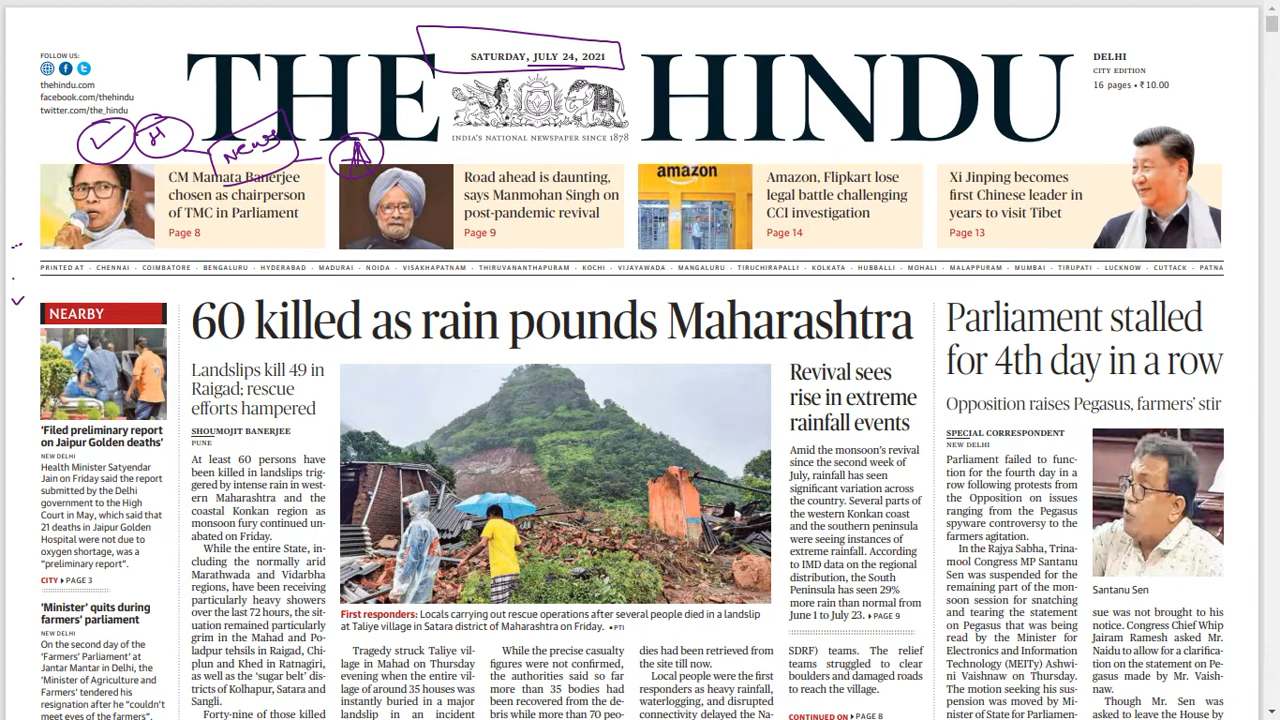 FOLLOW US:
thehindu.com
facebook.com/thehindu
twitter.com/the_hindu
THE HINDU
SATURDAY, JULY 24, 2021
INDIA'S NATIONAL NEWSPAPER SINCE 1878
DELHI
CITY EDITION
16 pages • ₹10.00
H
News
A
CM Mamata Banerjee
chosen as chairperson
of TMC in Parliament
Page 8
Road ahead is daunting,
says Manmohan Singh on
post-pandemic revival
Page 9
amazon
Amazon, Flipkart lose
legal battle challenging
CCI investigation
Page 14
Xi Jinping becomes
first Chinese leader in
years to visit Tibet
Page 13
PRINTED AT - CHENNAI - COIMBATORE - BENGALURU - HYDERABAD - MADURAI - NOIDA - VISAKHAPATNAM - THIRUVANANTHAPURAM - KOCHI - VIJAYAWADA - MANGALURU - TIRUCHIRAPALLI - KOLKATA - HUBBALLI - MOHALI - MALAPPURAM - MUMBAI - TIRUPATI - LUCKNOW - CUTTACK - PATNA
NEARBY
'Filed preliminary report
on Jaipur Golden deaths'
NEW DELHI
Health Minister Satyendar
Jain on Friday said the report
submitted by the Delhi
government to the High
Court in May, which said that
21 deaths in Jaipur Golden
Hospital were not due to
oxygen shortage, was a
"preliminary report".
CITY PAGE 3
'Minister' quits during
farmers' parliament
NEW DELHI
On the second day of the
'Farmers' Parliament' at
Jantar Mantar in Delhi, the
'Minister of Agriculture and
Farmers' tendered his
resignation after he "couldn't
meet eyes of the farmers".
60 killed as rain pounds Maharashtra
Landslips kill 49 in
Raigad; rescue
efforts hampered
SHOUMOJIT BANERJEE
PUNE
At least 60 persons have
been killed in landslips trig-
gered by intense rain in west-
ern Maharashtra and the
coastal Konkan region as
monsoon fury continued un-
abated on Friday.
While the entire State, in-
cluding the normally arid
Marathwada and Vidarbha
regions, have been receiving
particularly heavy showers
over the last 72 hours, the sit-
uation remained particularly
grim in the Mahad and Po-
ladpur tehsils in Raigad, Chi-
plun and Khed in Ratnagiri,
as well as the 'sugar belt' dis-
tricts of Kolhapur, Satara and
Sangli.
Forty-nine of those killed
First responders: Locals carrying out rescue operations after several people died in a landslip
at Taliye village in Satara district of Maharashtra on Friday. PTI
Tragedy struck Taliye vil-
lage in Mahad on Thursday
evening when the entire vil-
lage of around 35 houses was
instantly buried in a major
landslip in an incident
While the precise casualty
figures were not confirmed,
the authorities said so far
more than 35 bodies had
been recovered from the de-
bris while more than 70 peo-
dies had been retrieved from
the site till now.
Local people were the first
responders as heavy rainfall,
waterlogging, and disrupted
connectivity delayed the Na-
Revival sees
rise in extreme
rainfall events
Amid the monsoon's revival
since the second week of
July, rainfall has seen
significant variation across
the country. Several parts of
the western Konkan coast
and the southern peninsula
were seeing instances of
extreme rainfall. According
to IMD data on the regional
distribution, the South
Peninsula has seen 29%
more rain than normal from
June 1 to July 23. PAGE 9
SDRF) teams. The relief
teams struggled to clear
boulders and damaged roads
to reach the village.
CONTINUED ON PAGE 8
Parliament stalled
for 4th day in a row
Opposition raises Pegasus, farmers' stir
SPECIAL CORRESPONDENT
NEW DELHI
Parliament failed to func-
tion for the fourth day in a
row following protests from
the Opposition on issues
ranging from the Pegasus
spyware controversy to the
farmers agitation.
In the Rajya Sabha, Trina-
mool Congress MP Santanu
Sen was suspended for the
remaining part of the mon-
soon session for snatching
and tearing the statement
on Pegasus that was being
read by the Minister for
Electronics and Information
Technology (MEITy) Ashwi-
ni Vaishnaw on Thursday.
The motion seeking his sus-
pension was moved by Mi-
nister of State for Parliamen-
Santanu Sen
sue was not brought to his
notice. Congress Chief Whip
Jairam Ramesh asked Mr.
Naidu to allow for a clarifica-
tion on the statement on Pe-
gasus made by Mr. Vaish-
naw.
Though Mr. Sen was
asked to leave the House by